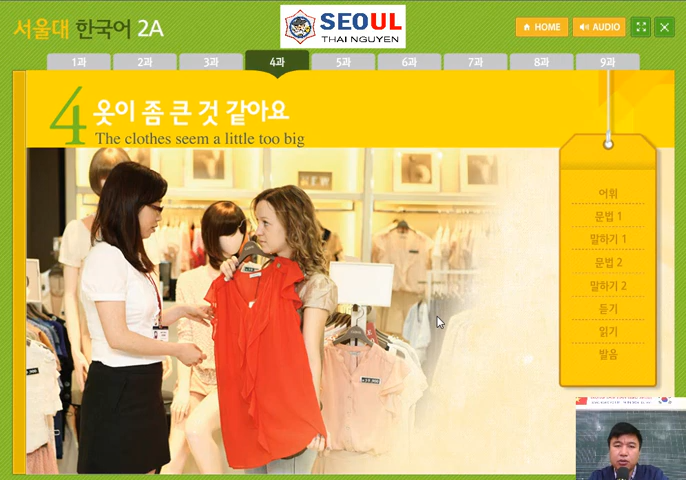 서울대 한국어 2A
SEOUL
THAI NGUYEN
HOME
AUDIO
1과
2과
3과
4과
5과
6과
7과
8과
9과
4 옷이 좀 큰 것 같아요
The clothes seem a little too big
어휘
문법 1
말하기 1
문법 2
말하기 2
듣기
읽기
발음